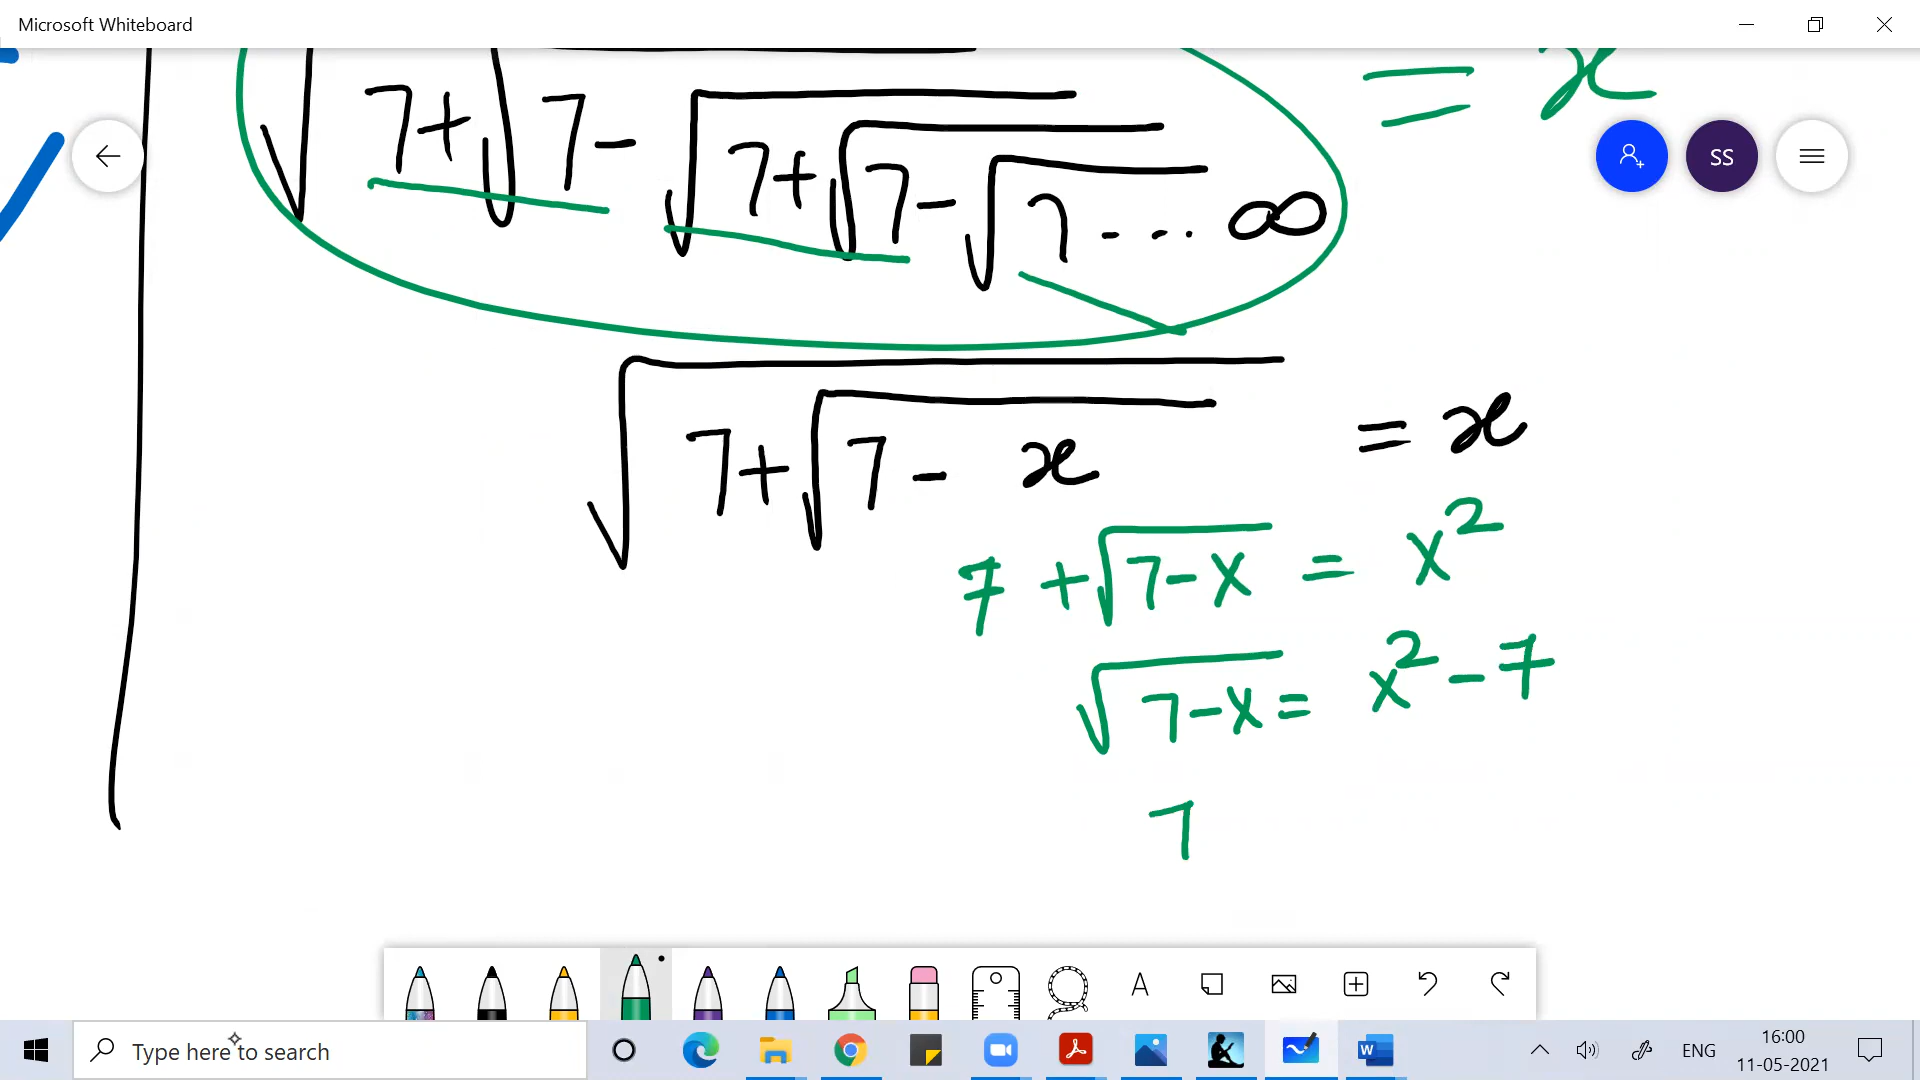 Microsoft Whiteboard
= x
√7+√7-√7+√7-√7... ∞
SS
√7+√7- x = x
7 +√7-x = x²
√7-x = x²-7
7
A
Type here to search
W
ENG
16:00
11-05-2021